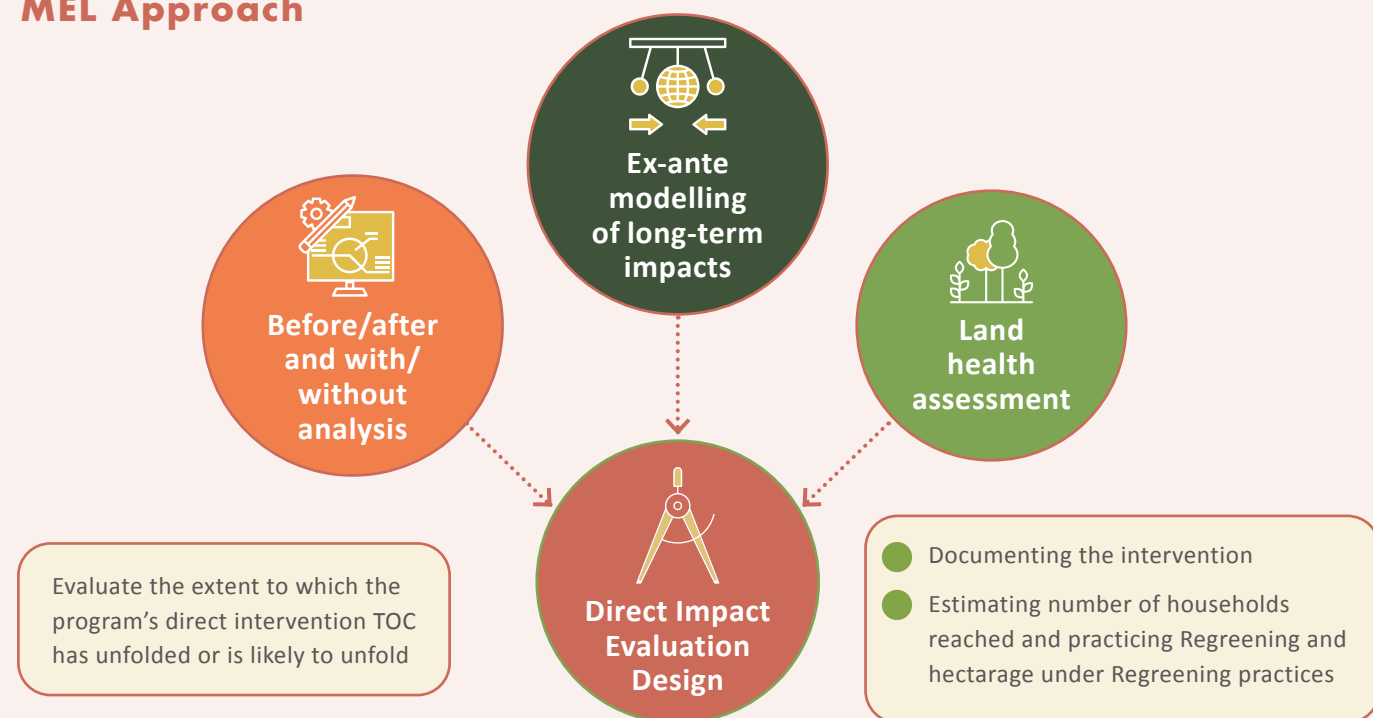 MEL Approach
Ex-ante
modelling
of long-term
impacts
Before/after
and with/
without
analysis
Land
health
assessment
Direct Impact
Evaluation
Design
Evaluate the extent to which the
program’s direct intervention TOC
has unfolded or is likely to unfold
Documenting the intervention
Estimating number of households
reached and practicing Regreening and
hectarage under Regreening practices